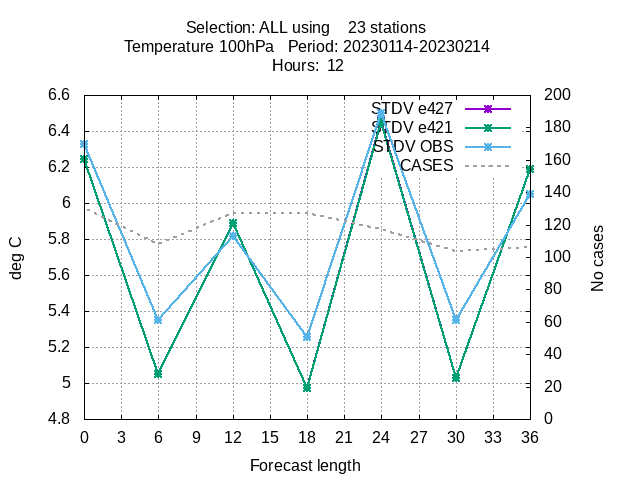 Selection: ALL using 23 stations
Temperature 100hPa Period: 20230114-20230214
Hours: 12
STDV e427
STDV e421
STDV OBS
CASES
deg C
6.6
6.4
6.2
6
5.8
5.6
5.4
5.2
5
4.8
200
180
160
140
120
100
80
60
40
20
0
No cases
0 3 6 9 12 15 18 21 24 27 30 33 36
Forecast length